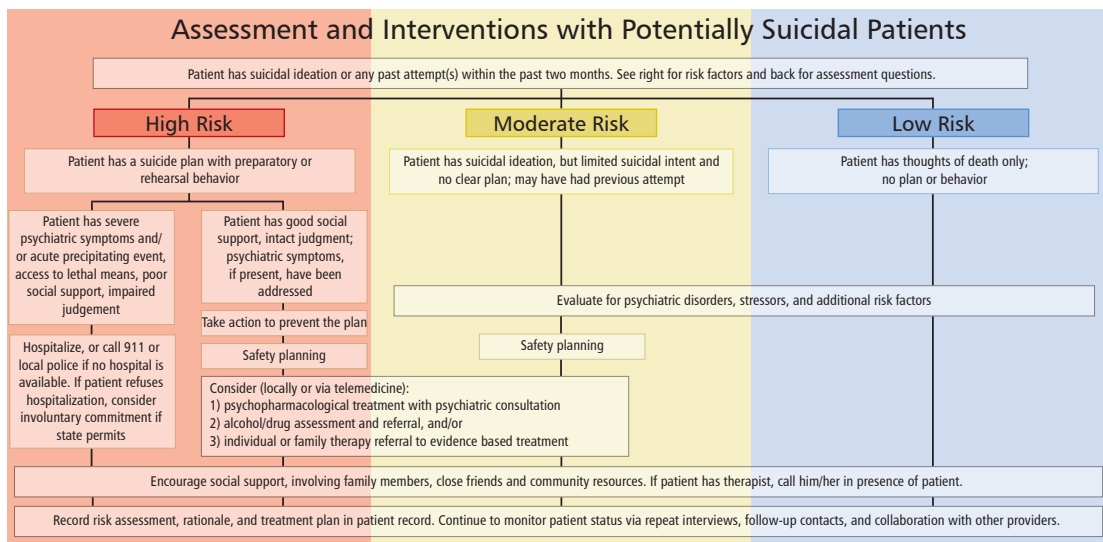 Assessment and Interventions with Potentially Suicidal Patients
Patient has suicidal ideation or any past attempt(s) within the past two months. See right for risk factors and back for assessment questions.
High Risk
Moderate Risk
Low Risk
Patient has a suicide plan with preparatory or
rehearsal behavior
Patient has suicidal ideation, but limited suicidal intent and
no clear plan; may have had previous attempt
Patient has thoughts of death only;
no plan or behavior
Patient has severe
psychiatric symptoms and/
or acute precipitating event,
access to lethal means, poor
social support, impaired
judgement
Patient has good social
support, intact judgment;
psychiatric symptoms,
if present, have been
addressed
Evaluate for psychiatric disorders, stressors, and additional risk factors
Take action to prevent the plan
Hospitalize, or call 911 or
local police if no hospital is
available. If patient refuses
hospitalization, consider
involuntary commitment if
state permits
Safety planning
Safety planning
Consider (locally or via telemedicine):
1) psychopharmacological treatment with psychiatric consultation
2) alcohol/drug assessment and referral, and/or
3) individual or family therapy referral to evidence based treatment
Encourage social support, involving family members, close friends and community resources. If patient has therapist, call him/her in presence of patient.
Record risk assessment, rationale, and treatment plan in patient record. Continue to monitor patient status via repeat interviews, follow-up contacts, and collaboration with other providers.